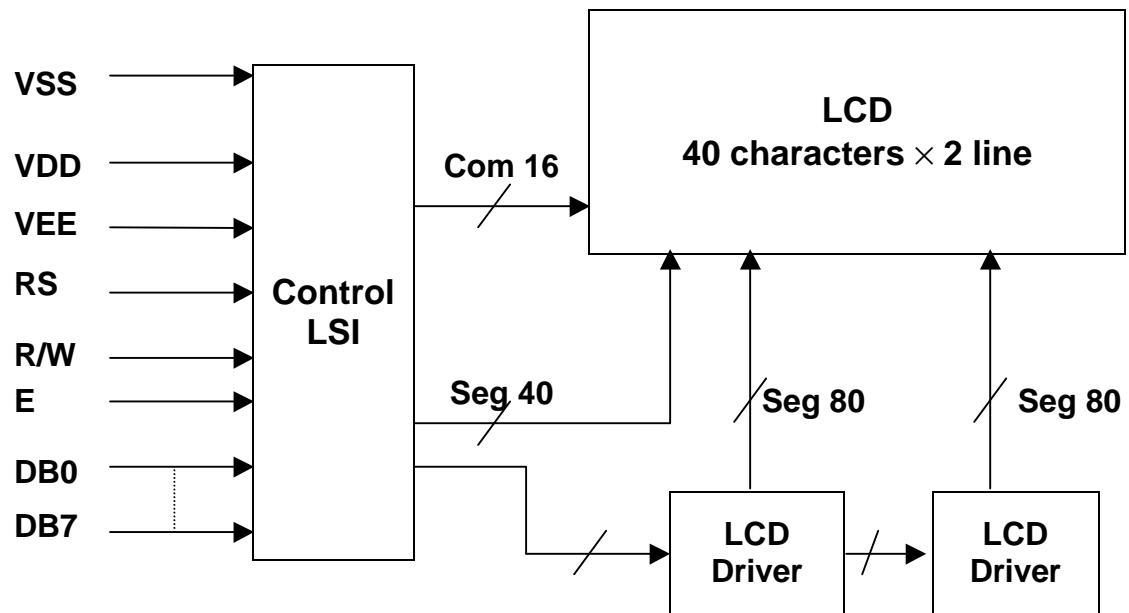 VSS
VDD
VEE
RS
R/W
E
DB0
DB7
Control
LSI
Com 16
Seg 40
LCD
40 characters × 2 line
Seg 80
Seg 80
LCD
Driver
LCD
Driver